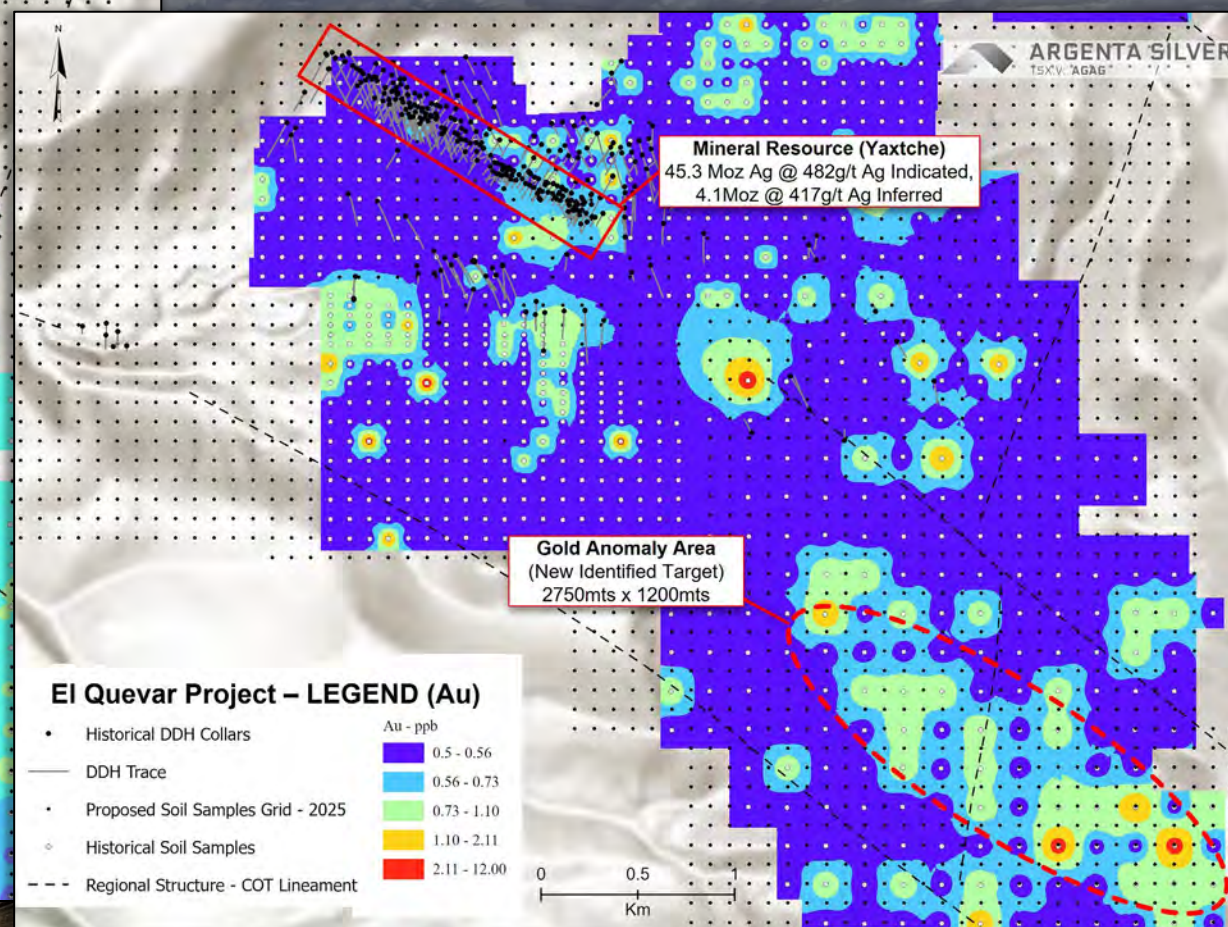 N
ARGENTA SILVER
TSX.V: AGAG
Mineral Resource (Yaxtche)
45.3 Moz Ag @ 482g/t Ag Indicated,
4.1Moz @ 417g/t Ag Inferred
Gold Anomaly Area
(New Identified Target)
2750mts x 1200mts
El Quevar Project – LEGEND (Au)
Historical DDH Collars
DDH Trace
Proposed Soil Samples Grid - 2025
Historical Soil Samples
Regional Structure - COT Lineament
Au - ppb
0.5 - 0.56
0.56 - 0.73
0.73 - 1.10
1.10 - 2.11
2.11 - 12.00
0 0.5 1
Km